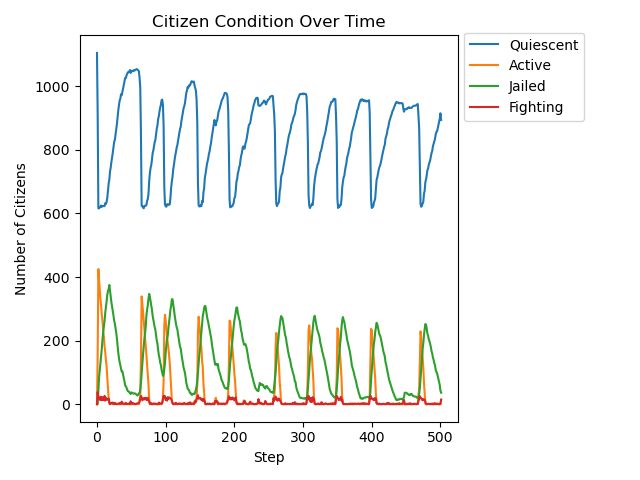 Citizen Condition Over Time
Quiescent
Active
Jailed
Fighting
Number of Citizens
1000
800
600
400
200
0
0 100 200 300 400 500
Step